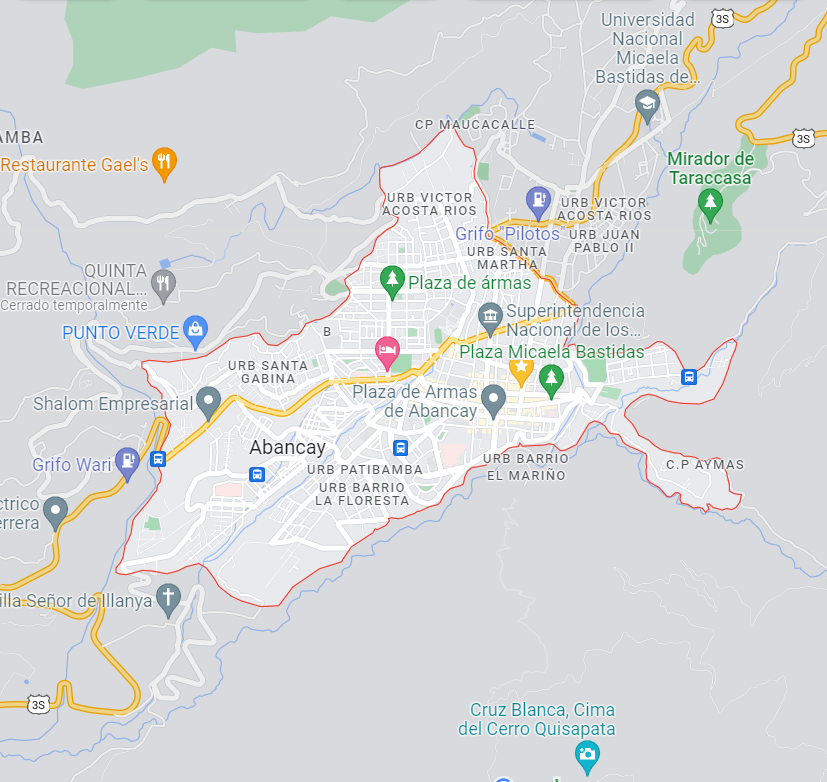 Universidad
Nacional
Micaela
Bastidas de...
3S
CP MAUCACALLE
3S
AMBA
Restaurante Gael's
Mirador de
Taraccasa
URB VICTOR
ACOSTA RIOS
URB VICTOR
ACOSTA RIOS
Grifo "Pilotos"
URB JUAN
PABLO II
URB SANTA
MARTHA
QUINTA
RECREACIONAL...
Cerrado temporalmente
Plaza de ármas
Superintendencia
Nacional de los...
PUNTO VERDE
B
Plaza Micaela Bastidas
URB SANTA
GABINA
Plaza de Armas
de Abancay
Shalom Empresarial
Abancay
Grifo Wari
URB PATIBAMBA
URB BARRIO
EL MARIÑO
C.P AYMAS
URB BARRIO
LA FLORESTA
ctrico
errera
illa Señor de Illanya
3S
Cruz Blanca, Cima
del Cerro Quisapata